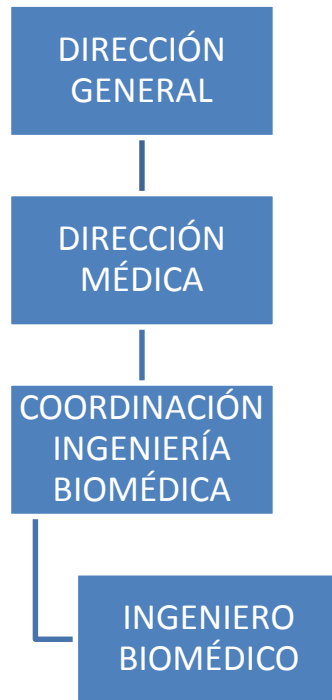 DIRECCIÓN
GENERAL
DIRECCIÓN
MÉDICA
COORDINACIÓN
INGENIERÍA
BIOMÉDICA
INGENIERO
BIOMÉDICO